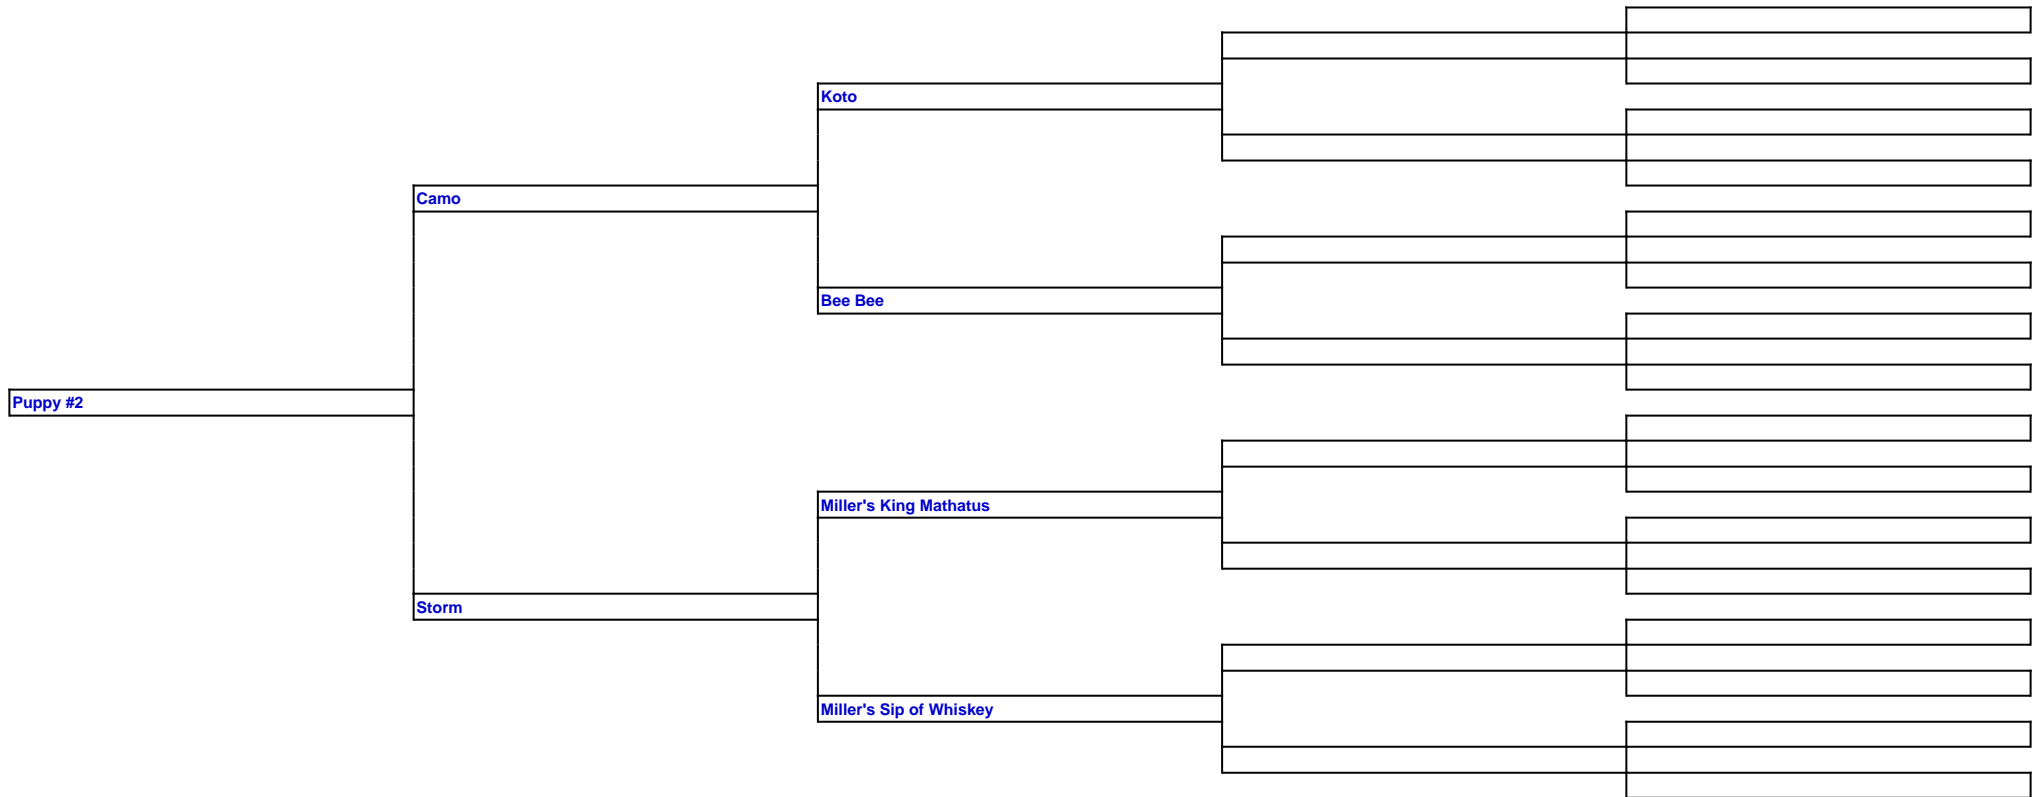 Koto
Camo
Bee Bee
Puppy #2
Miller's King Mathatus
Storm
Miller's Sip of Whiskey